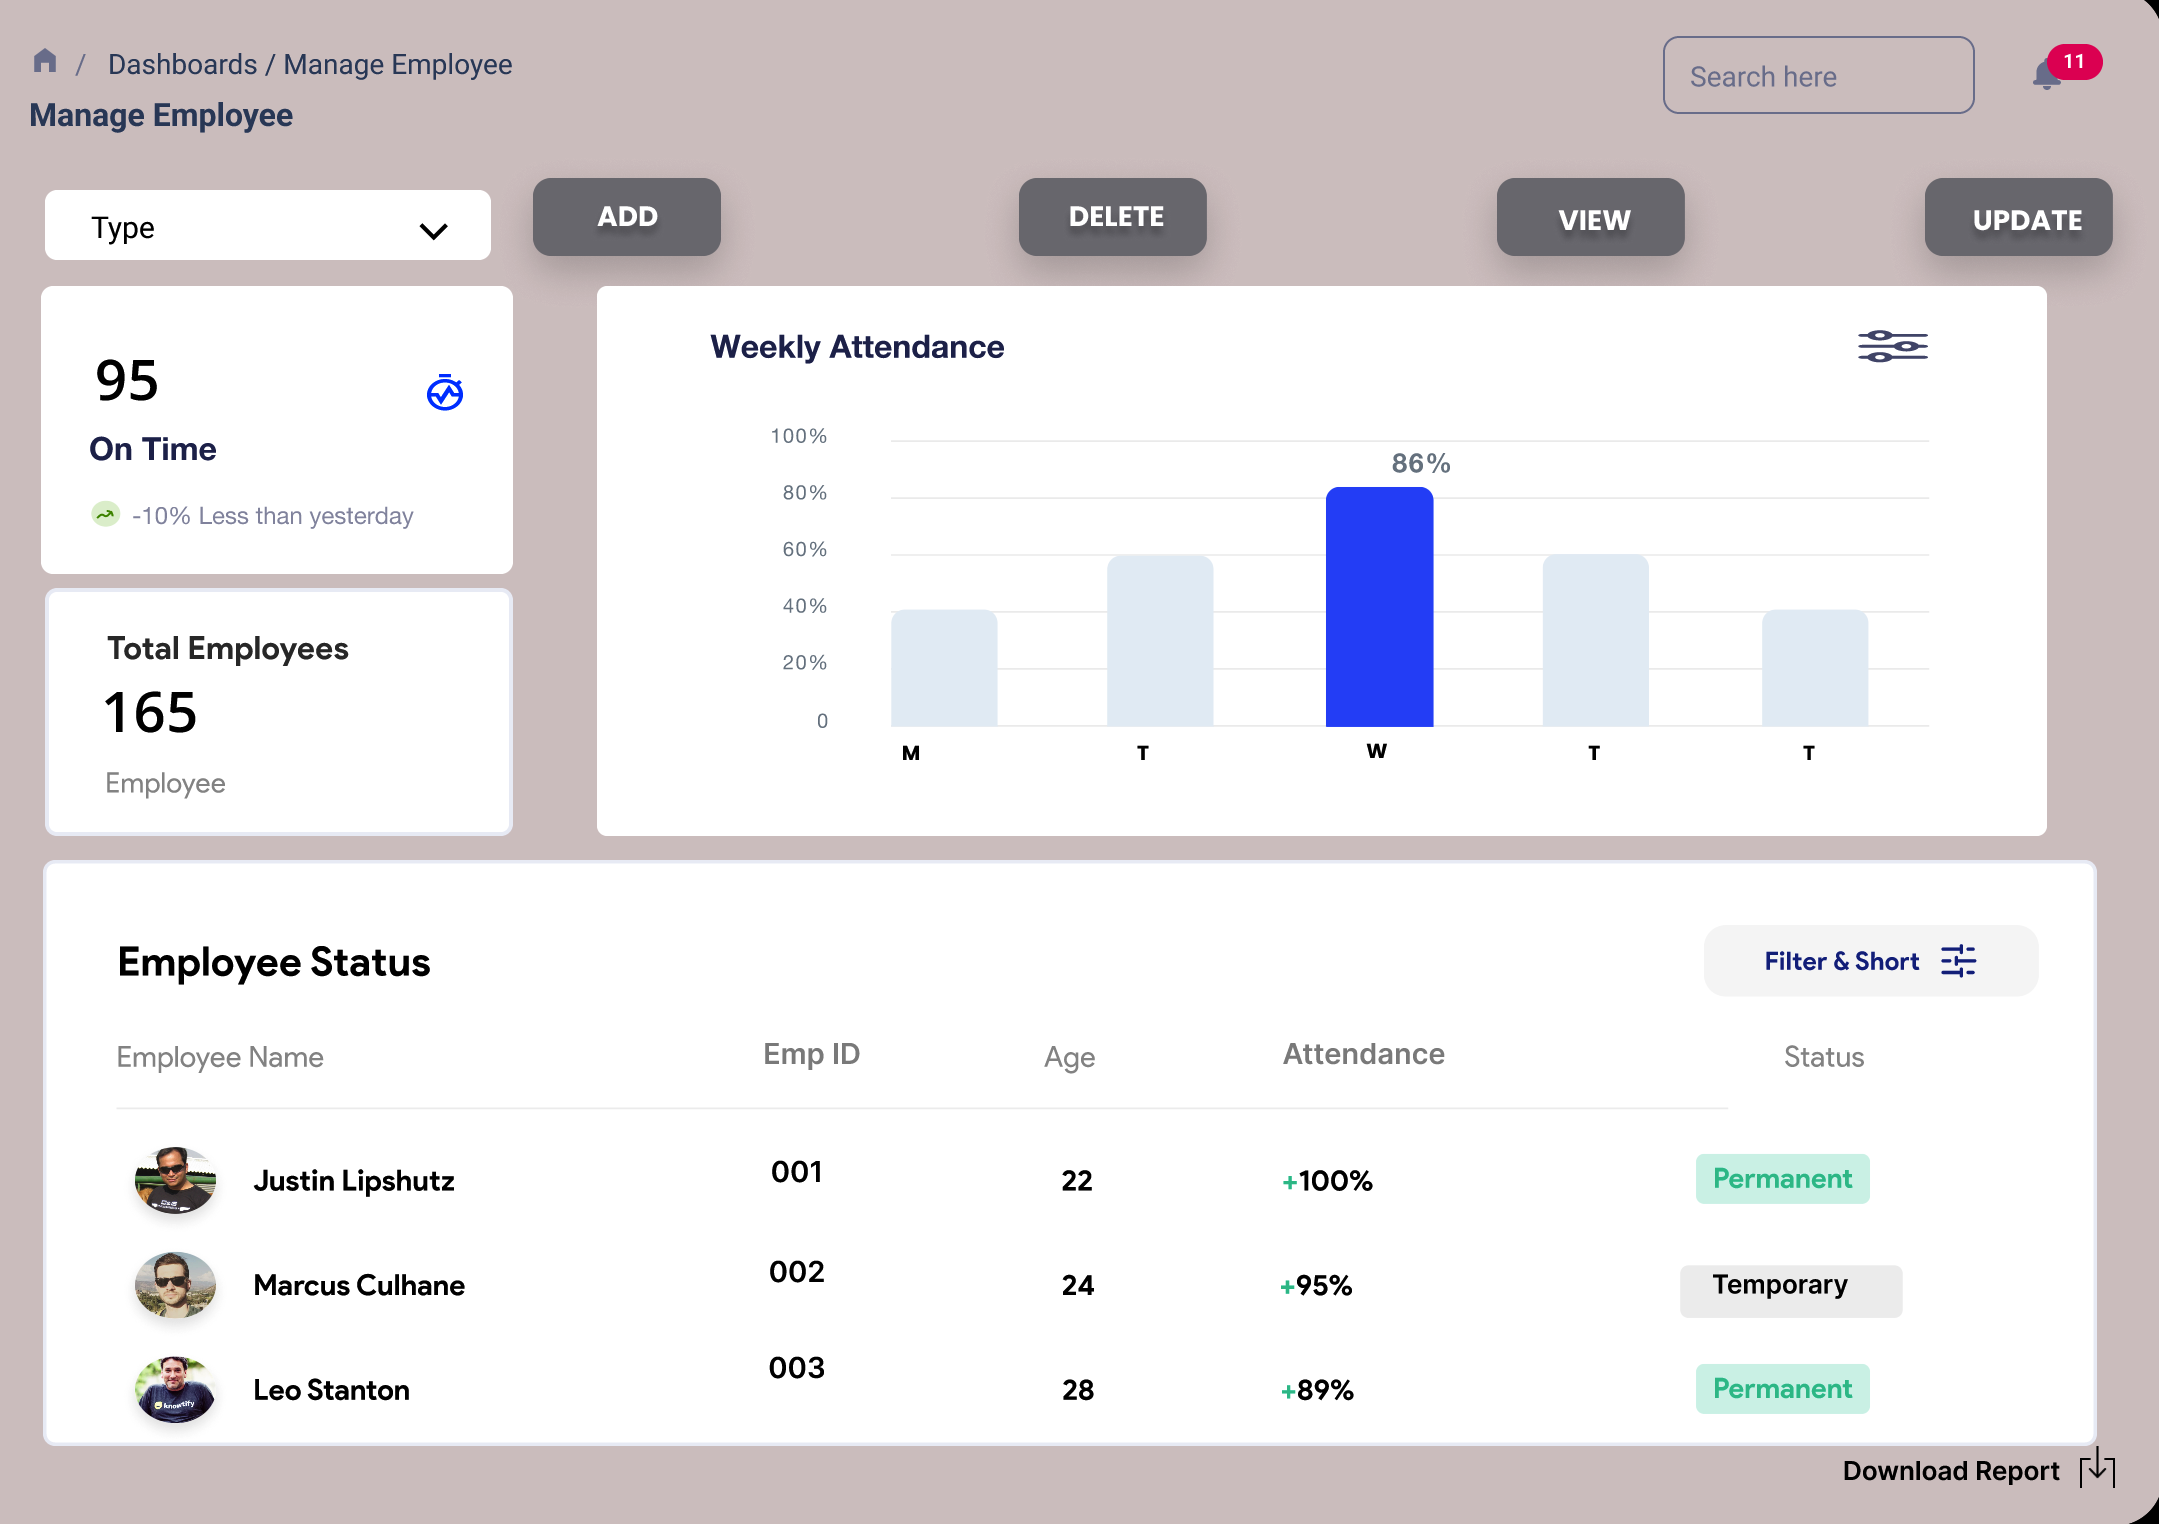 / Dashboards / Manage Employee
Manage Employee
Search here
11
Type
ADD
DELETE
VIEW
UPDATE
95
On Time
-10% Less than yesterday
Total Employees
165
Employee
Weekly Attendance
100%
80%
60%
40%
20%
0
86%
M T W T T
Employee Status
Filter & Short
Employee Name Emp ID Age Attendance Status
Justin Lipshutz 001 22 +100% Permanent
Marcus Culhane 002 24 +95% Temporary
Leo Stanton 003 28 +89% Permanent
knowtify
Download Report